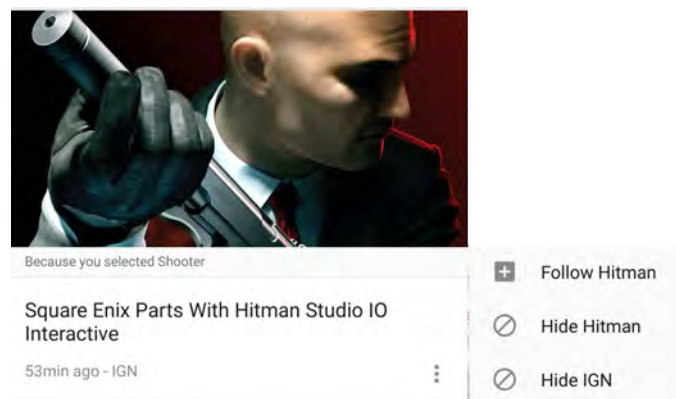 Because you selected Shooter
Square Enix Parts With Hitman Studio IO
Interactive
53min ago - IGN
Follow Hitman
Hide Hitman
Hide IGN